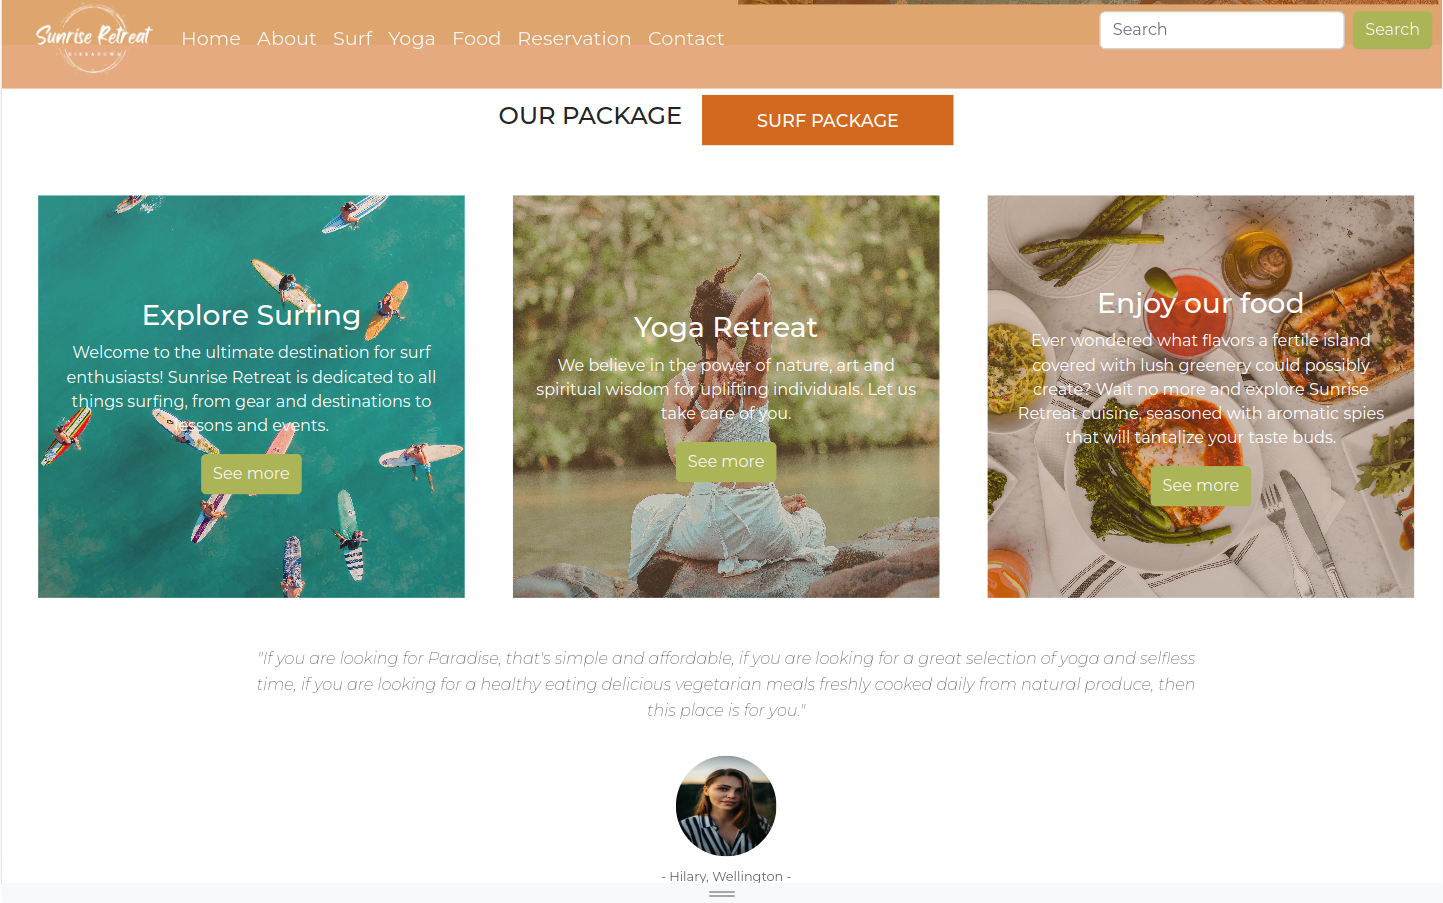 Sunrise Retreat
HIRRADUWA
Home About Surf Yoga Food Reservation Contact
Search
Search
OUR PACKAGE
SURF PACKAGE
Explore Surfing
Welcome to the ultimate destination for surf
enthusiasts! Sunrise Retreat is dedicated to all
things surfing, from gear and destinations to
lessons and events.
See more
Yoga Retreat
We believe in the power of nature, art and
spiritual wisdom for uplifting individuals. Let us
take care of you.
See more
Enjoy our food
Ever wondered what flavors a fertile island
covered with lush greenery could possibly
create? Wait no more and explore Sunrise
Retreat cuisine. seasoned with aromatic spies
that will tantalize your taste buds.
See more
"If you are looking for Paradise, that's simple and affordable, if you are looking for a great selection of yoga and selfless
time, if you are looking for a healthy eating delicious vegetarian meals freshly cooked daily from natural produce, then
this place is for you."
- Hilary, Wellington -